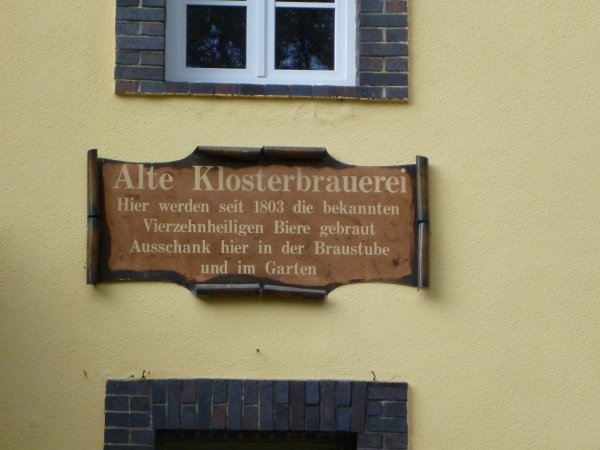 Alte Klosterbrauerei
Hier werden seit 1803 die bekannten
Vierzehnheiligen Biere gebraut
Ausschank hier in der Braustube
und im Garten